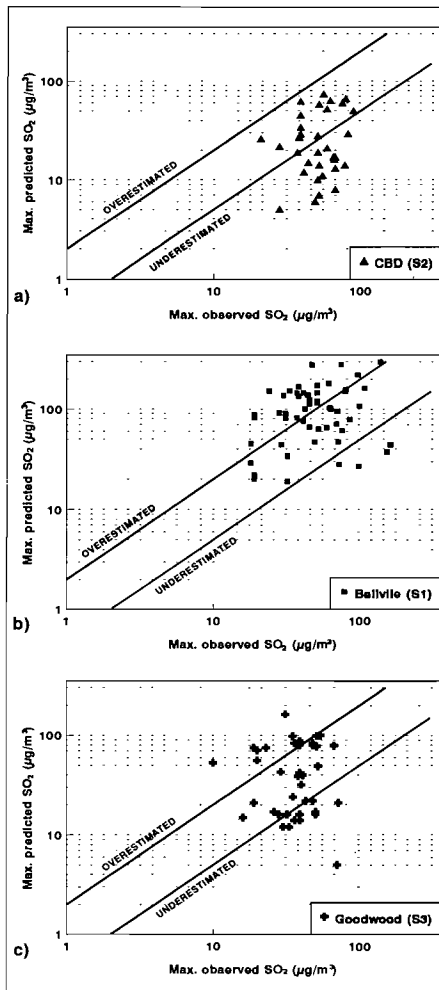 Max. predicted SO₂ (µg/m³)
100
10
1
OVERESTIMATED
UNDERESTIMATED
▲ CBD (S2)
a)
1
10
100
Max. observed SO₂ (µg/m³)
Max. predicted SO₂ (µg/m³)
100
10
1
OVERESTIMATED
UNDERESTIMATED
■ Bellvile (S1)
b)
1
10
100
Max. observed SO₂ (µg/m³)
Max. predicted SO₂ (µg/m³)
100
10
1
OVERESTIMATED
UNDERESTIMATED
✚ Goodwood (S3)
c)
1
10
100
Max. observed SO₂ (µg/m³)